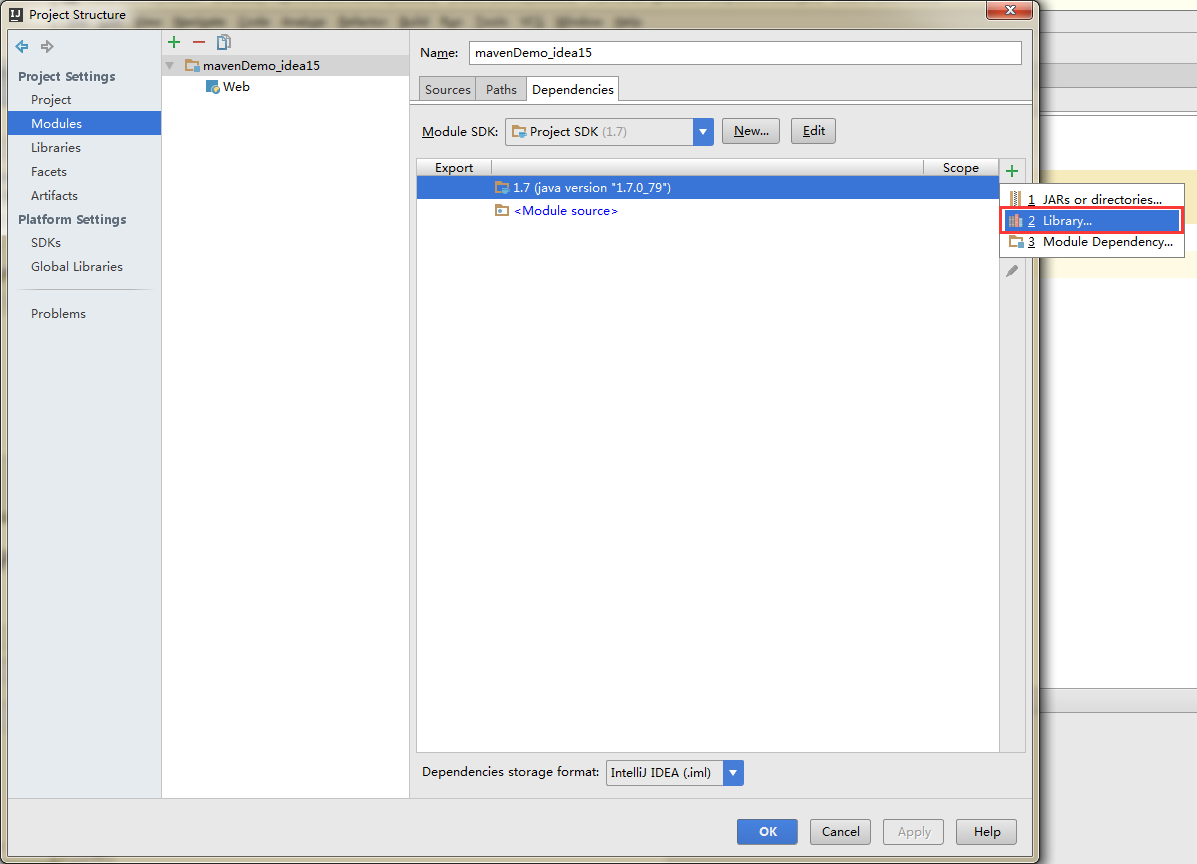 Project Structure
Project Settings
Project
Modules
Libraries
Facets
Artifacts
Platform Settings
SDKs
Global Libraries
Problems
mavenDemo_idea15
Web
Name: mavenDemo_idea15
Sources Paths Dependencies
Module SDK: Project SDK (1.7) New... Edit
Export Scope
1.7 (java version "1.7.0_79")
<Module source>
1 JARs or directories...
2 Library...
3 Module Dependency...
Dependencies storage format: IntelliJ IDEA (.iml)
OK Cancel Apply Help